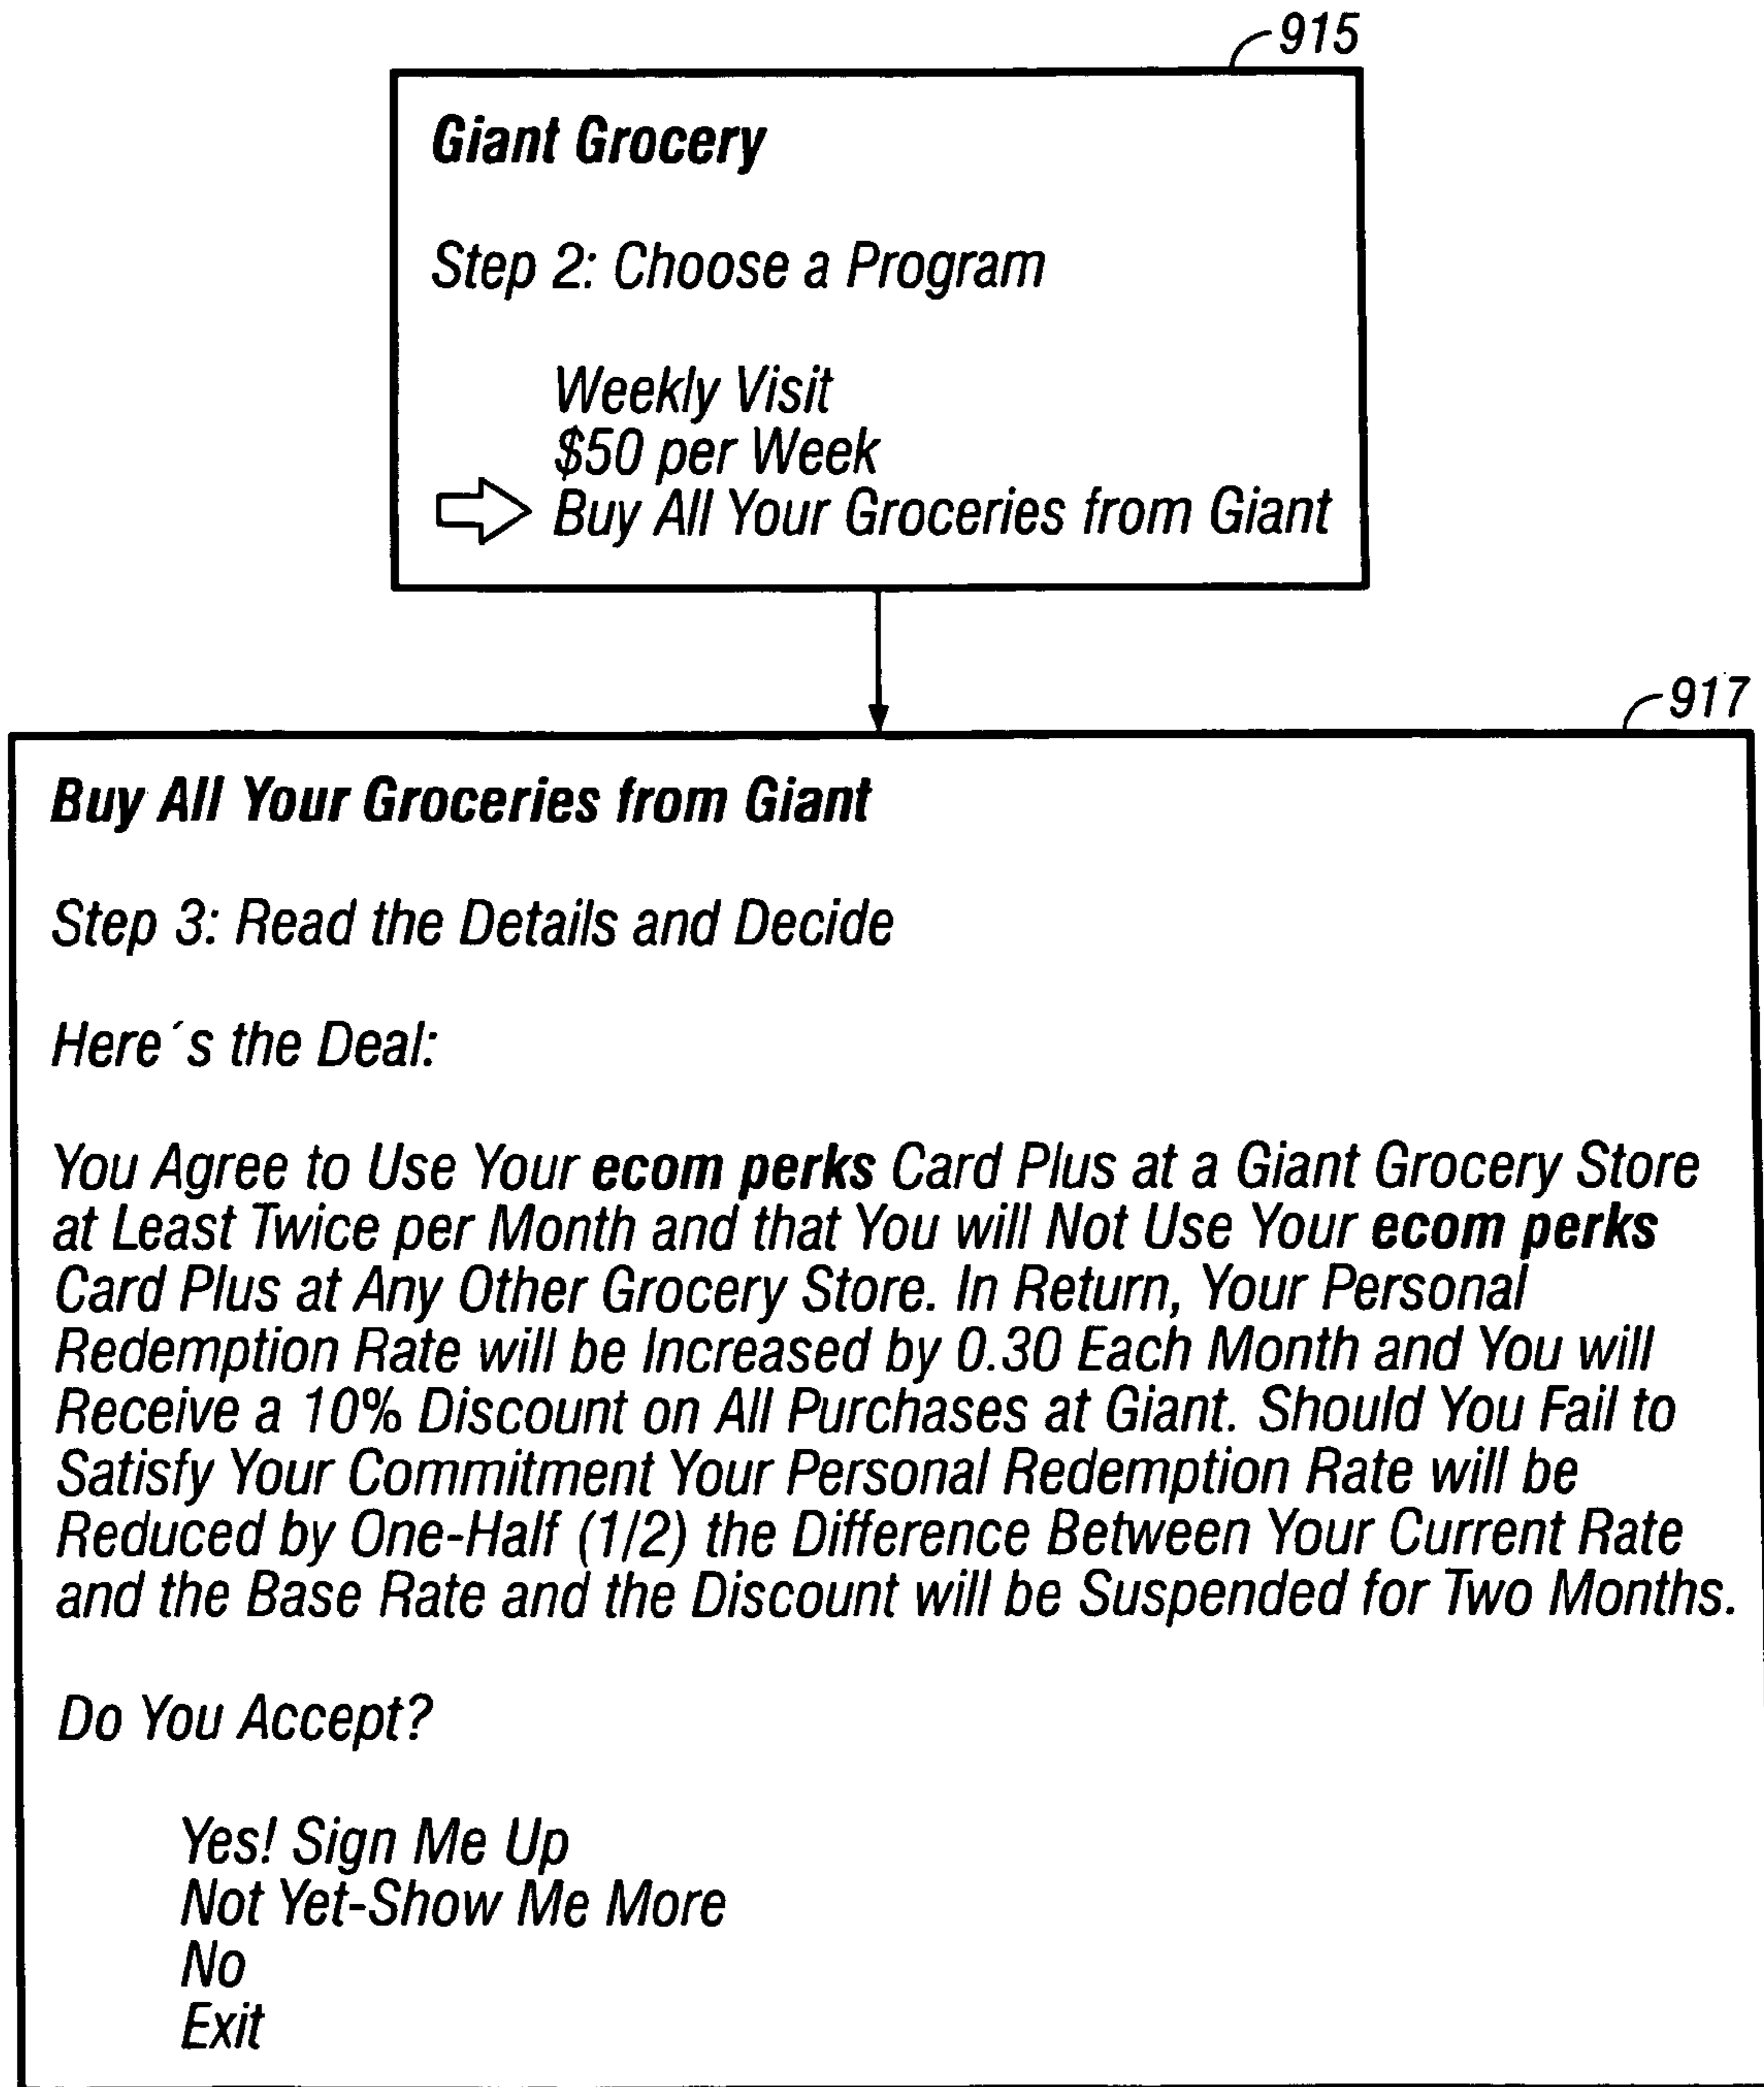 915
Giant Grocery
Step 2: Choose a Program
Weekly Visit
$50 per Week
Buy All Your Groceries from Giant
917
Buy All Your Groceries from Giant
Step 3: Read the Details and Decide
Here´s the Deal:
You Agree to Use Your ecom perks Card Plus at a Giant Grocery Store
at Least Twice per Month and that You will Not Use Your ecom perks
Card Plus at Any Other Grocery Store. In Return, Your Personal
Redemption Rate will be Increased by 0.30 Each Month and You will
Receive a 10% Discount on All Purchases at Giant. Should You Fail to
Satisfy Your Commitment Your Personal Redemption Rate will be
Reduced by One-Half (1/2) the Difference Between Your Current Rate
and the Base Rate and the Discount will be Suspended for Two Months.
Do You Accept?
Yes! Sign Me Up
Not Yet-Show Me More
No
Exit